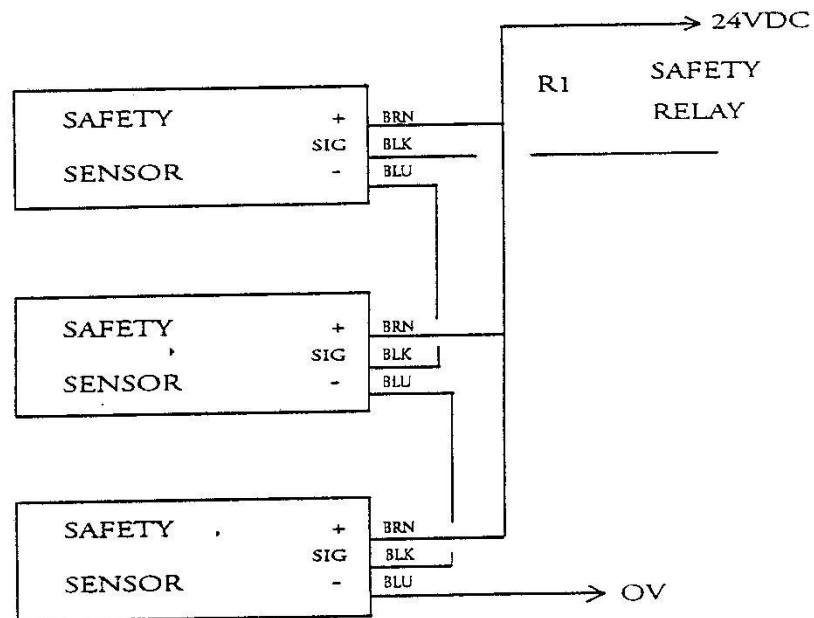 24VDC
R1 SAFETY
RELAY
SAFETY + BRN
SIG BLK
SENSOR - BLU
SAFETY + BRN
SIG BLK
SENSOR - BLU
SAFETY + BRN
SIG BLK
SENSOR - BLU
OV